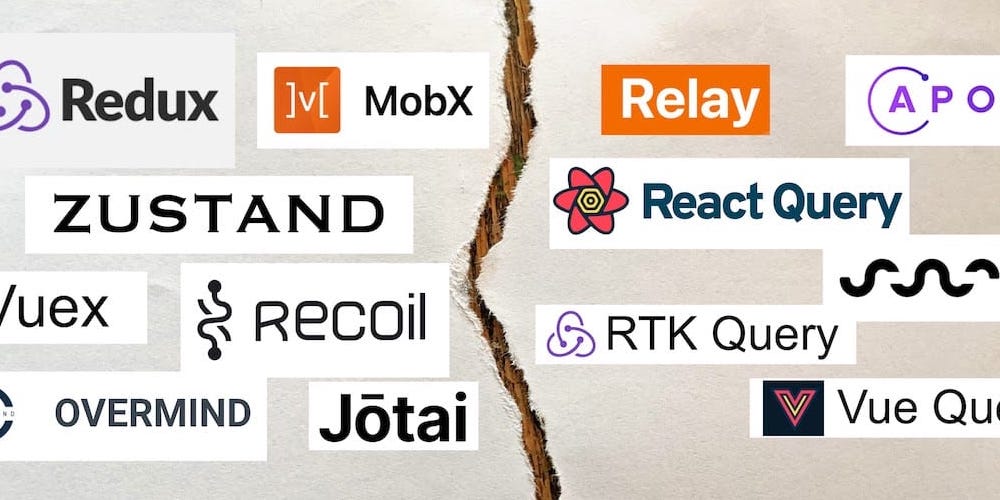 Redux
]v[ MobX
ZUSTAND
Vuex
Recoil
OVERMIND
Jōtai
Relay
APO
React Query
RTK Query
Vue Que